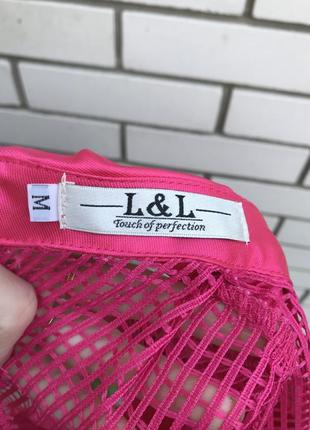 L&L
Touch of perfection
M